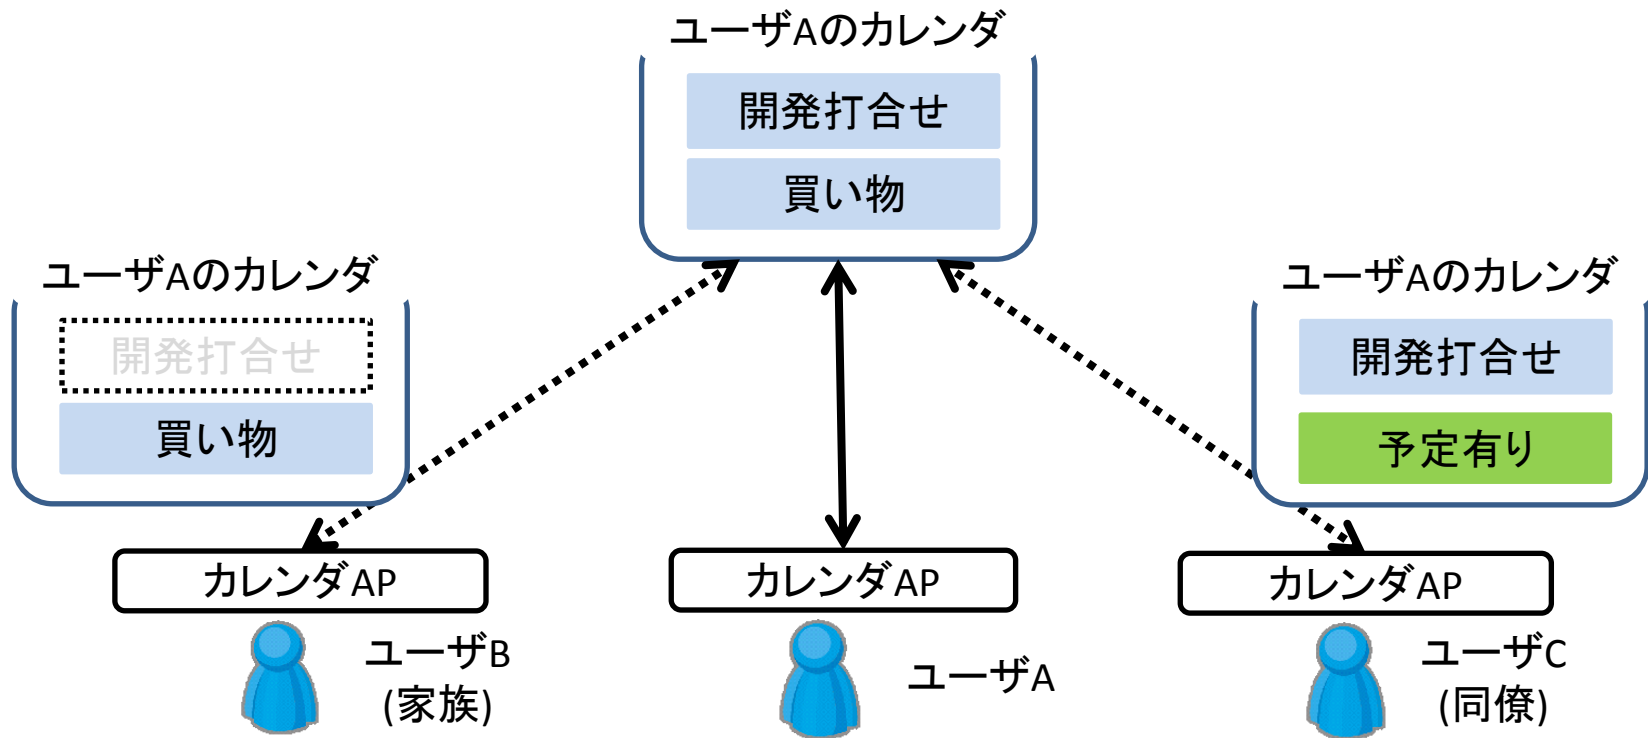 ユーザAのカレンダ
開発打合せ
買い物
ユーザAのカレンダ
開発打合せ
買い物
ユーザAのカレンダ
開発打合せ
予定有り
カレンダAP
カレンダAP
カレンダAP
ユーザB
(家族)
ユーザA
ユーザC
(同僚)